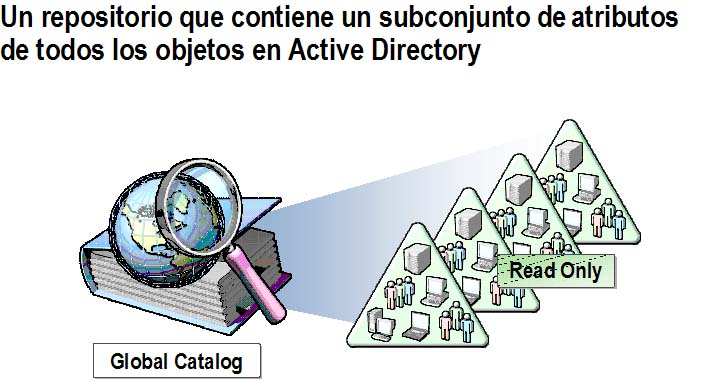 Un repositorio que contiene un subconjunto de atributos
de todos los objetos en Active Directory
Read Only
Global Catalog